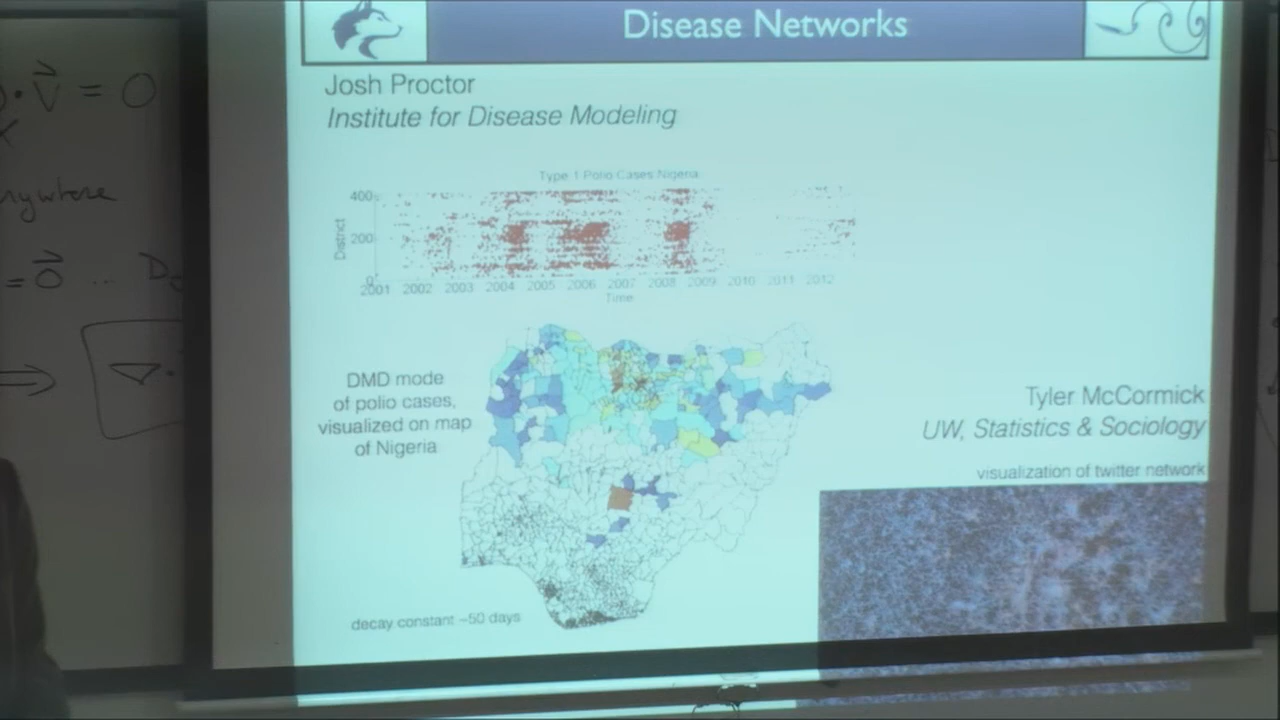 Disease Networks
Josh Proctor
Institute for Disease Modeling
Type 1 Polio Cases Nigeria
400
200
0
District
2001 2002 2003 2004 2005 2006 2007 2008 2009 2010 2011 2012
Time
DMD mode
of polio cases,
visualized on map
of Nigeria
decay constant ~50 days
Tyler McCormick
UW, Statistics & Sociology
visualization of twitter network
= 0